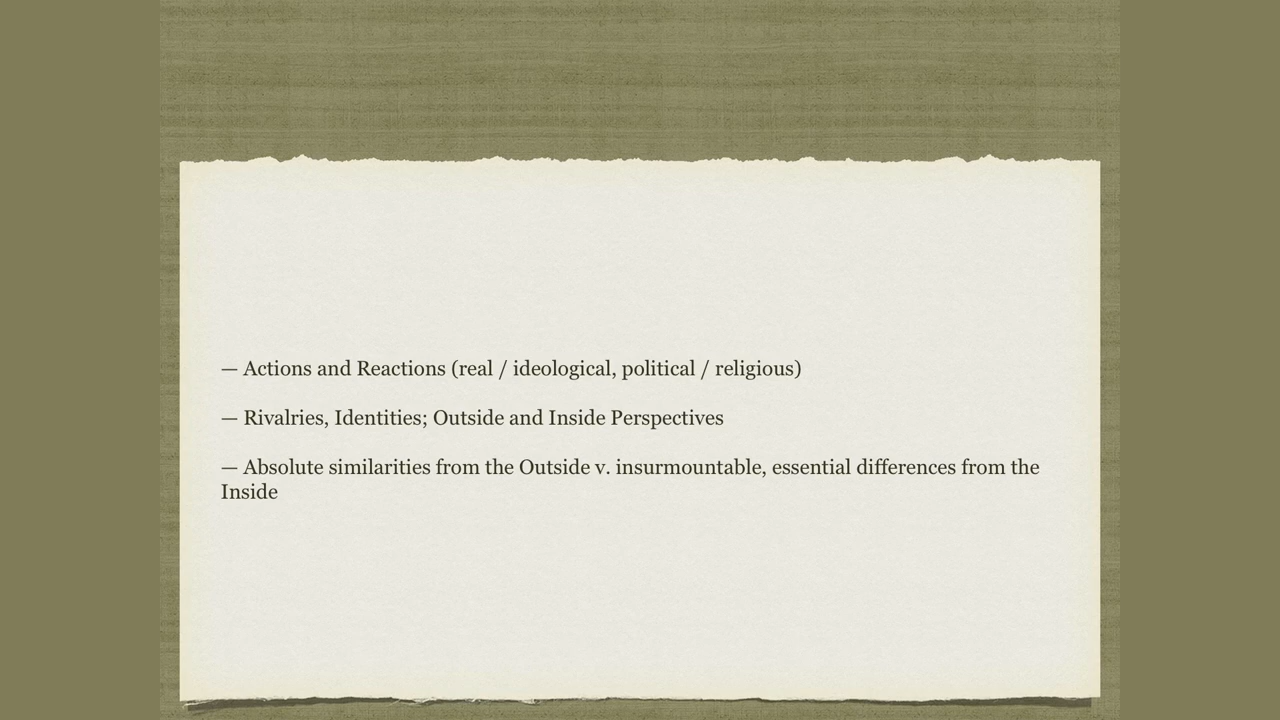 — Actions and Reactions (real / ideological, political / religious)
— Rivalries, Identities; Outside and Inside Perspectives
— Absolute similarities from the Outside v. insurmountable, essential differences from the
Inside